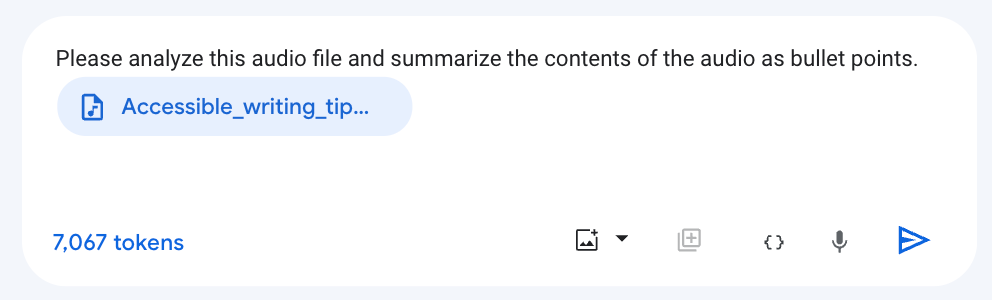 Please analyze this audio file and summarize the contents of the audio as bullet points.
Accessible_writing_tip...
7,067 tokens